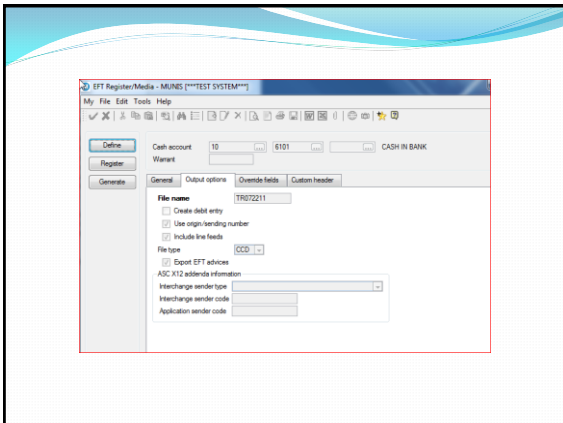 EFT Register/Media - MUNIS [***TEST SYSTEM***]
My File Edit Tools Help
Define
Register
Generate
Cash account 10 ... 6101 ... ... CASH IN BANK
Warrant
General Output options Override fields Custom header
File name TR072211
Create debit entry
Use origin/sending number
Include line feeds
File type CCD
Export EFT advices
ASC X12 addenda information
Interchange sender type
Interchange sender code
Application sender code